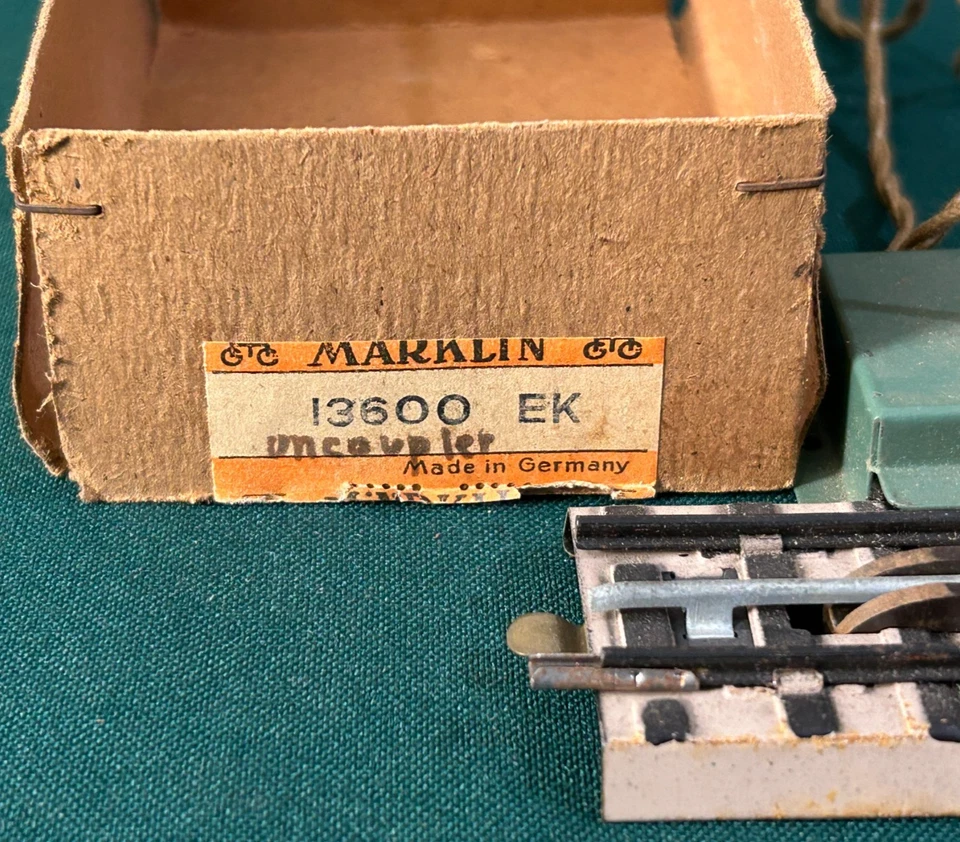 MÄRKLIN
13600 EK
uncoupler
Made in Germany